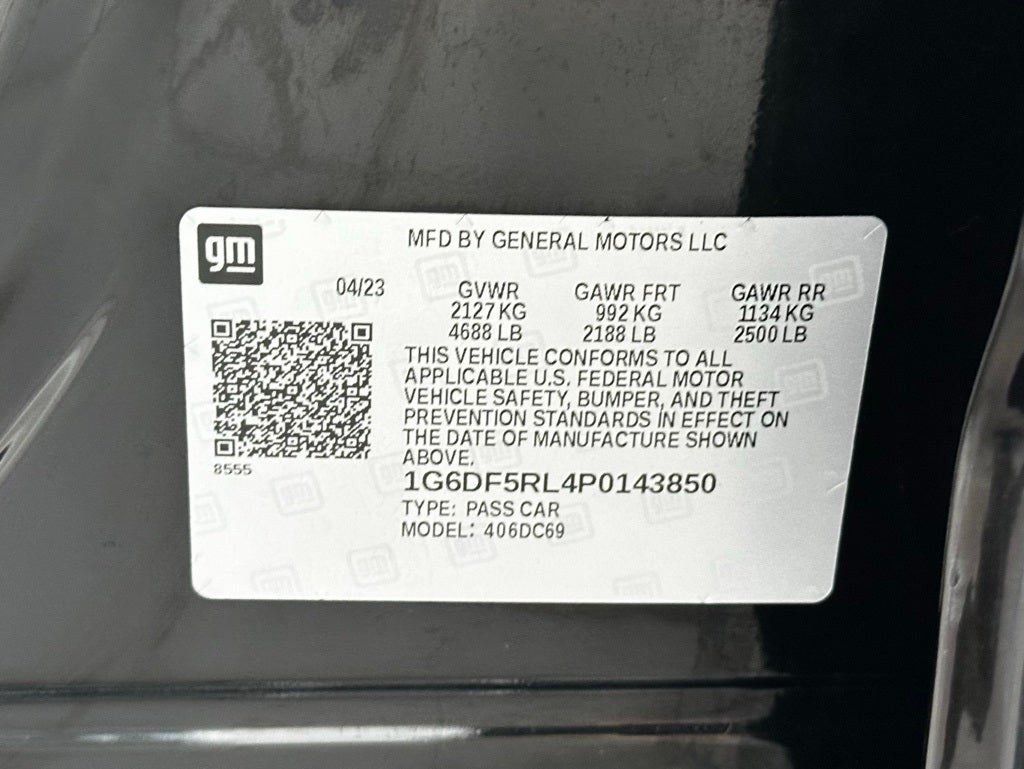 gm
MFD BY GENERAL MOTORS LLC
04/23
GVWR GAWR FRT GAWR RR
2127 KG 992 KG 1134 KG
4688 LB 2188 LB 2500 LB
THIS VEHICLE CONFORMS TO ALL
APPLICABLE U.S. FEDERAL MOTOR
VEHICLE SAFETY, BUMPER, AND THEFT
PREVENTION STANDARDS IN EFFECT ON
THE DATE OF MANUFACTURE SHOWN
ABOVE.
8555
1G6DF5RL4P0143850
TYPE: PASS CAR
MODEL: 406DC69